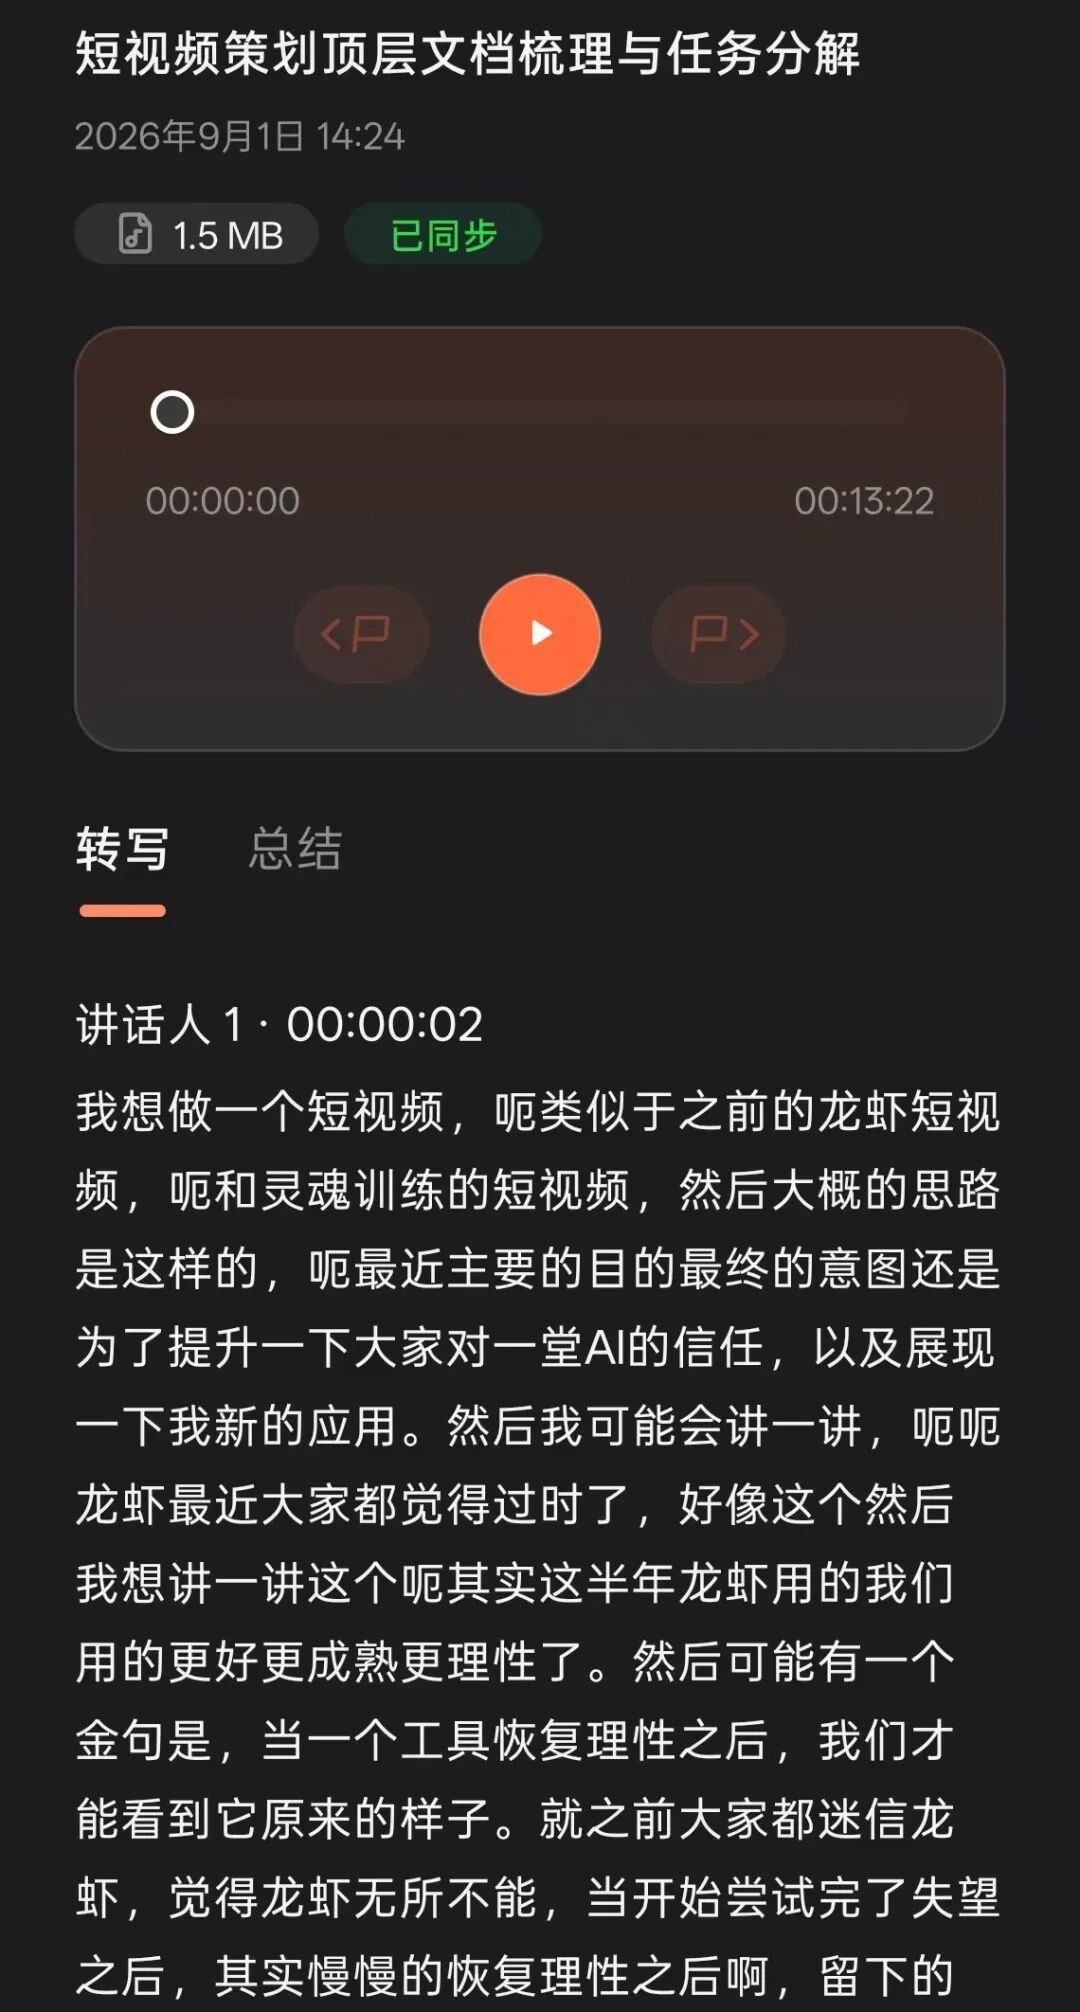 短视频策划顶层文档梳理与任务分解
2026年9月1日 14:24
1.5 MB
已同步
00:00:00
00:13:22
转写
总结
讲话人 1 · 00:00:02
我想做一个短视频，呃类似于之前的龙虾短视
频，呃和灵魂训练的短视频，然后大概的思路
是这样的，呃最近主要的目的最终的意图还是
为了提升一下大家对一堂AI的信任，以及展现
一下我新的应用。然后我可能会讲一讲，呃呃
龙虾最近大家都觉得过时了，好像这个然后
我想讲一讲这个呃其实这半年龙虾用的我们
用的更好更成熟更理性了。然后可能有一个
金句是，当一个工具恢复理性之后，我们才
能看到它原来的样子。就之前大家都迷信龙
虾，觉得龙虾无所不能，当开始尝试完了失望
之后，其实慢慢的恢复理性之后啊，留下的